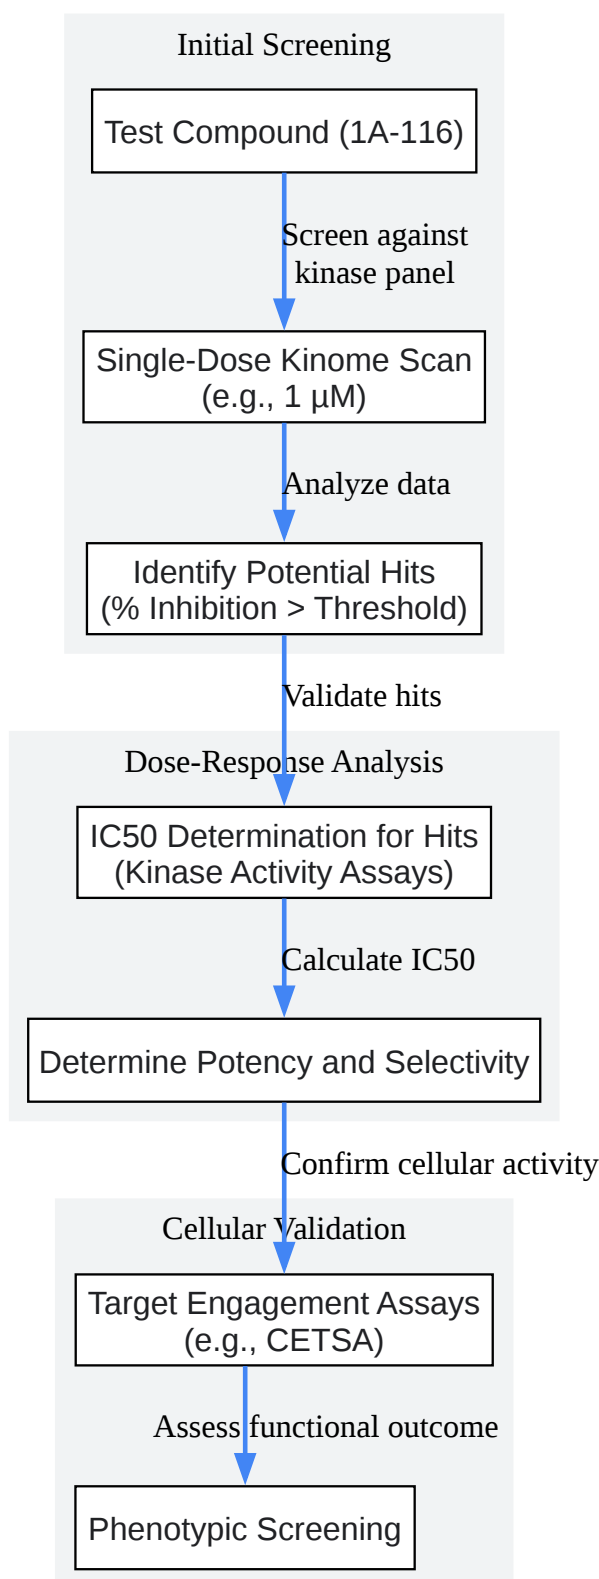 Initial Screening
Test Compound (1A-116)
Screen against
kinase panel
Single-Dose Kinome Scan
(e.g., 1 µM)
Analyze data
Identify Potential Hits
(% Inhibition > Threshold)
Validate hits
Dose-Response Analysis
IC50 Determination for Hits
(Kinase Activity Assays)
Calculate IC50
Determine Potency and Selectivity
Confirm cellular activity
Cellular Validation
Target Engagement Assays
(e.g., CETSA)
Assess functional outcome
Phenotypic Screening